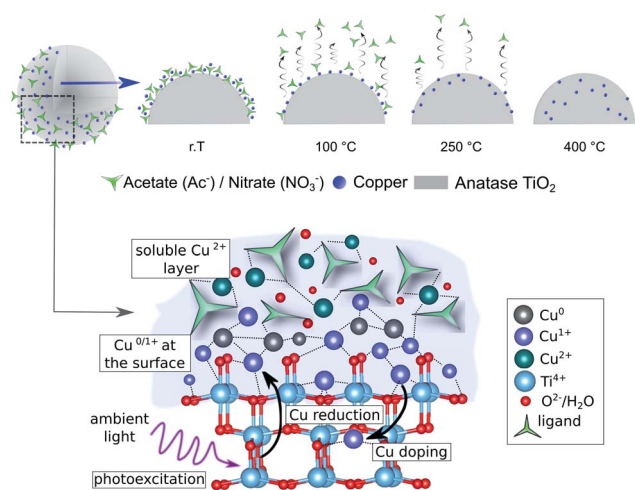 r.T
100 °C
250 °C
400 °C
Acetate (Ac⁻) / Nitrate (NO₃⁻)
Copper
Anatase TiO₂
soluble Cu²⁺
layer
Cu⁰/¹⁺ at
the surface
ambient
light
photoexcitation
Cu reduction
Cu doping
Cu⁰
Cu¹⁺
Cu²⁺
Ti⁴⁺
O²⁻/H₂O
ligand